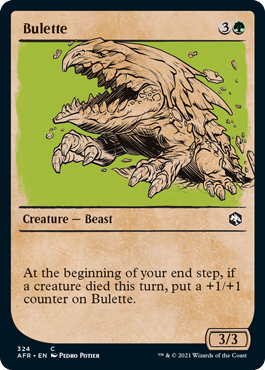 Bulette 3
Creature — Beast
At the beginning of your end step, if
a creature died this turn, put a +1/+1
counter on Bulette.
3/3
324 C
AFR • EN Pedro Potier ™ & © 2021 Wizards of the Coast